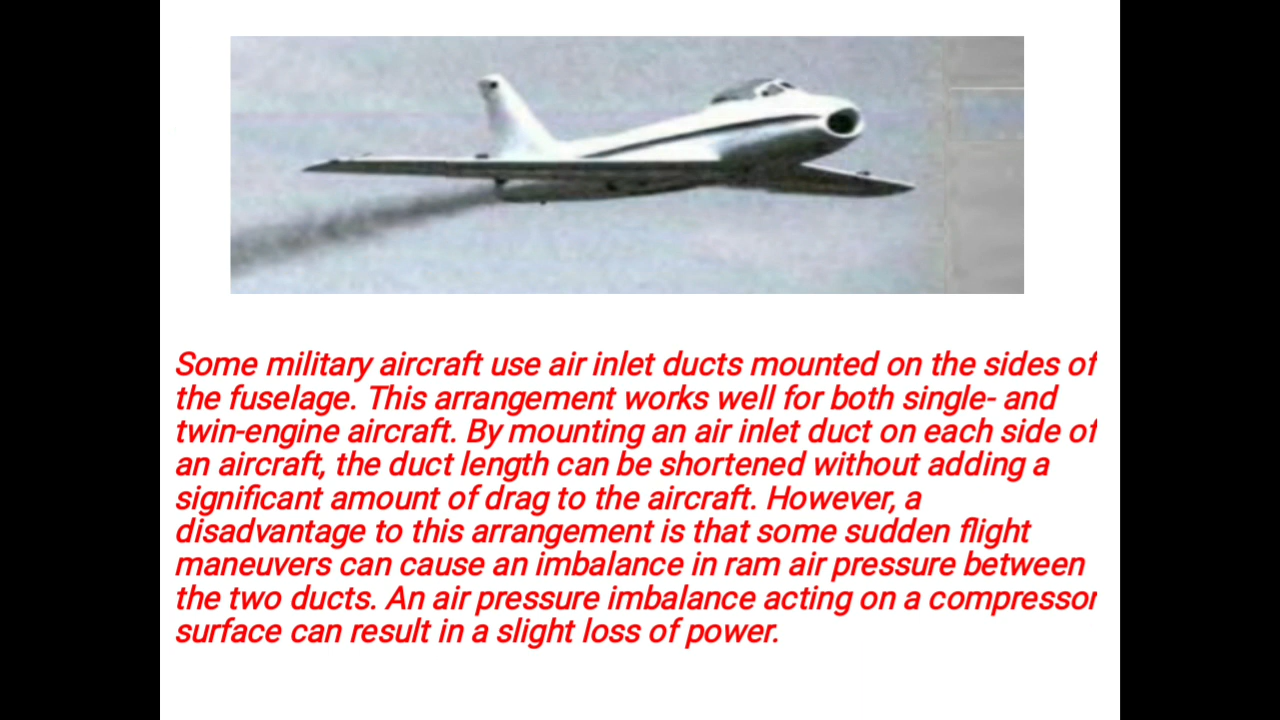 Some military aircraft use air inlet ducts mounted on the sides of
the fuselage. This arrangement works well for both single- and
twin-engine aircraft. By mounting an air inlet duct on each side of
an aircraft, the duct length can be shortened without adding a
significant amount of drag to the aircraft. However, a
disadvantage to this arrangement is that some sudden flight
maneuvers can cause an imbalance in ram air pressure between
the two ducts. An air pressure imbalance acting on a compressor
surface can result in a slight loss of power.